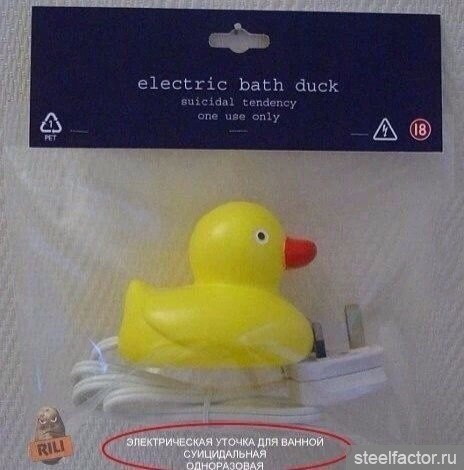 electric bath duck
suicidal tendency
one use only
1
PET
18
RILI
ЭЛЕКТРИЧЕСКАЯ УТОЧКА ДЛЯ ВАННОЙ
СУИЦИДАЛЬНАЯ
ОДНОРАЗОВАЯ
steelfactor.ru